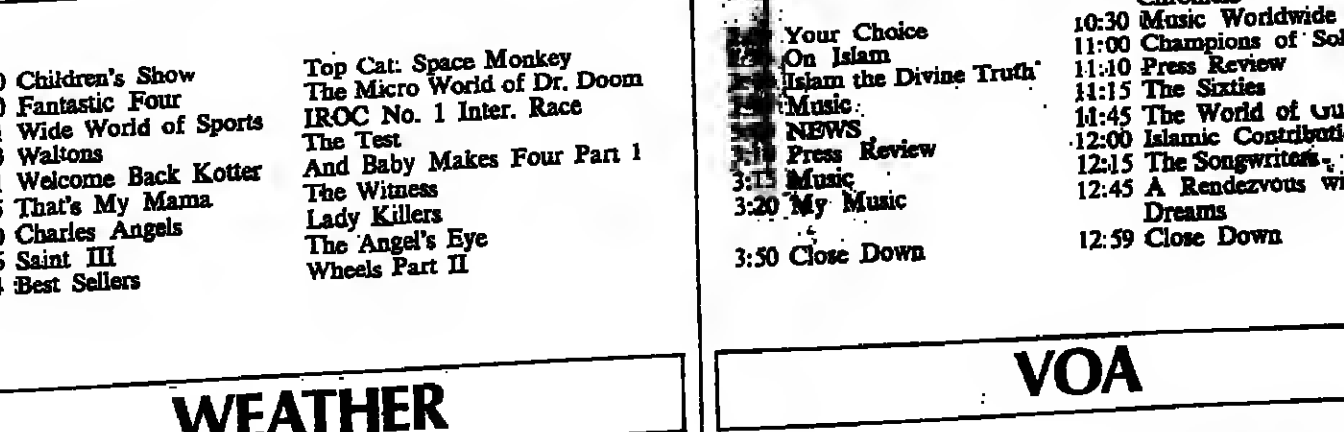 Children's Show
Fantastic Four
Wide World of Sports
Waltons
Welcome Back Kotter
That's My Mama
Charles Angels
Saint III
Best Sellers
Top Cat: Space Monkey
The Micro World of Dr. Doom
IROC No. 1 Inter. Race
The Test
And Baby Makes Four Part 1
The Witness
Lady Killers
The Angel's Eye
Wheels Part II
WEATHER
Your Choice
On Islam
Islam the Divine Truth
Music
NEWS
Press Review
3:15 Music
3:20 My Music
3:50 Close Down
10:30 Music Worldwide
11:00 Champions of
11:10 Press Review
11:15 The Sixties
11:45 The World of
12:00 Islamic
12:15 The Songwriters
12:45 A Rendezvous
Dreams
12:59 Close Down
VOA